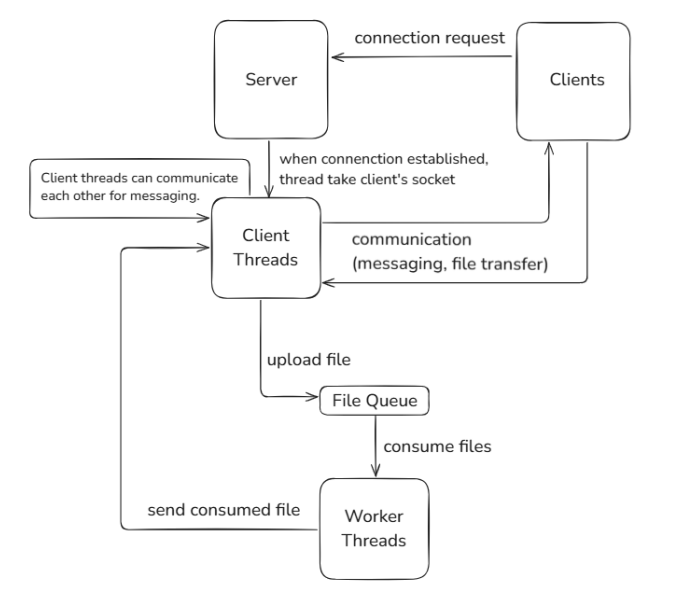 connection request
Server
Clients
when connenction established,
thread take client's socket
Client threads can communicate
each other for messaging.
Client
Threads
communication
(messaging, file transfer)
upload file
File Queue
consume files
send consumed file
Worker
Threads